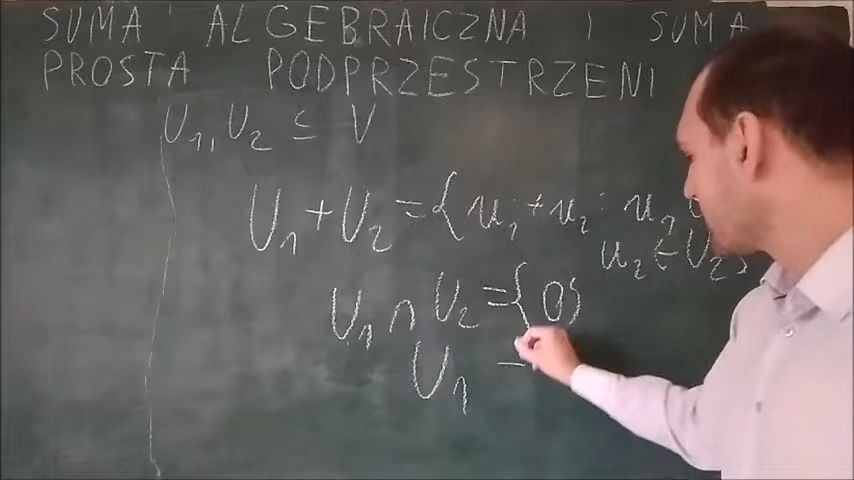 SUMA ALGEBRAICZNA I SUMA
PROSTA PODPRZESTRZENI
U₁, U₂ ≤ V
U₁ + U₂ = { u₁ + u₂ : u₁
u₂ ∈ U₂ }
U₁ ∩ U₂ = { 0 }
U₁ –